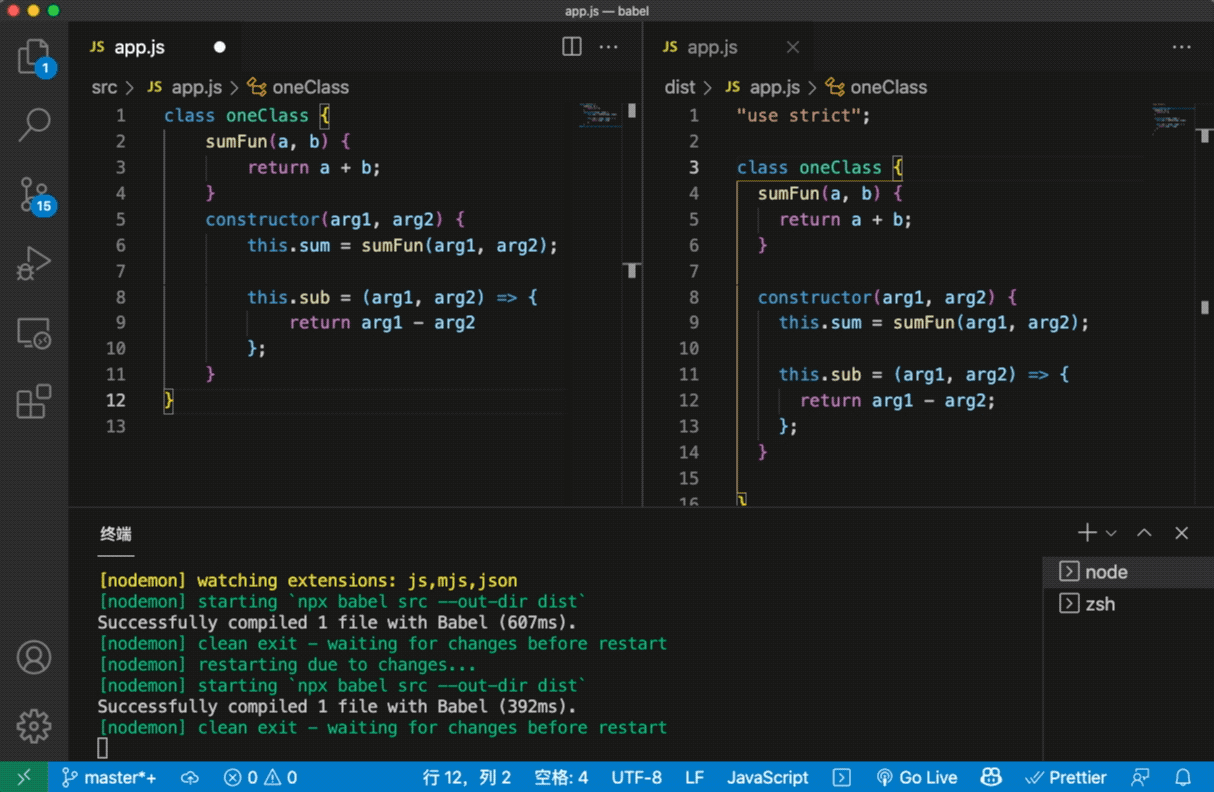 app.js — babel
JS app.js
JS app.js
src > JS app.js > oneClass
dist > JS app.js > oneClass
1 class oneClass {
2 sumFun(a, b) {
3 return a + b;
4 }
5 constructor(arg1, arg2) {
6 this.sum = sumFun(arg1, arg2);
7
8 this.sub = (arg1, arg2) => {
9 return arg1 - arg2
10 };
11 }
12 }
13
1 "use strict";
2
3 class oneClass {
4 sumFun(a, b) {
5 return a + b;
6 }
7
8 constructor(arg1, arg2) {
9 this.sum = sumFun(arg1, arg2);
10
11 this.sub = (arg1, arg2) => {
12 return arg1 - arg2;
13 };
14 }
15
16 }
1
15
终端
[nodemon] watching extensions: js,mjs,json
[nodemon] starting `npx babel src --out-dir dist`
Successfully compiled 1 file with Babel (607ms).
[nodemon] clean exit - waiting for changes before restart
[nodemon] restarting due to changes...
[nodemon] starting `npx babel src --out-dir dist`
Successfully compiled 1 file with Babel (392ms).
[nodemon] clean exit - waiting for changes before restart
node
zsh
master*+ 0 0 行 12，列 2 空格: 4 UTF-8 LF JavaScript Go Live Prettier